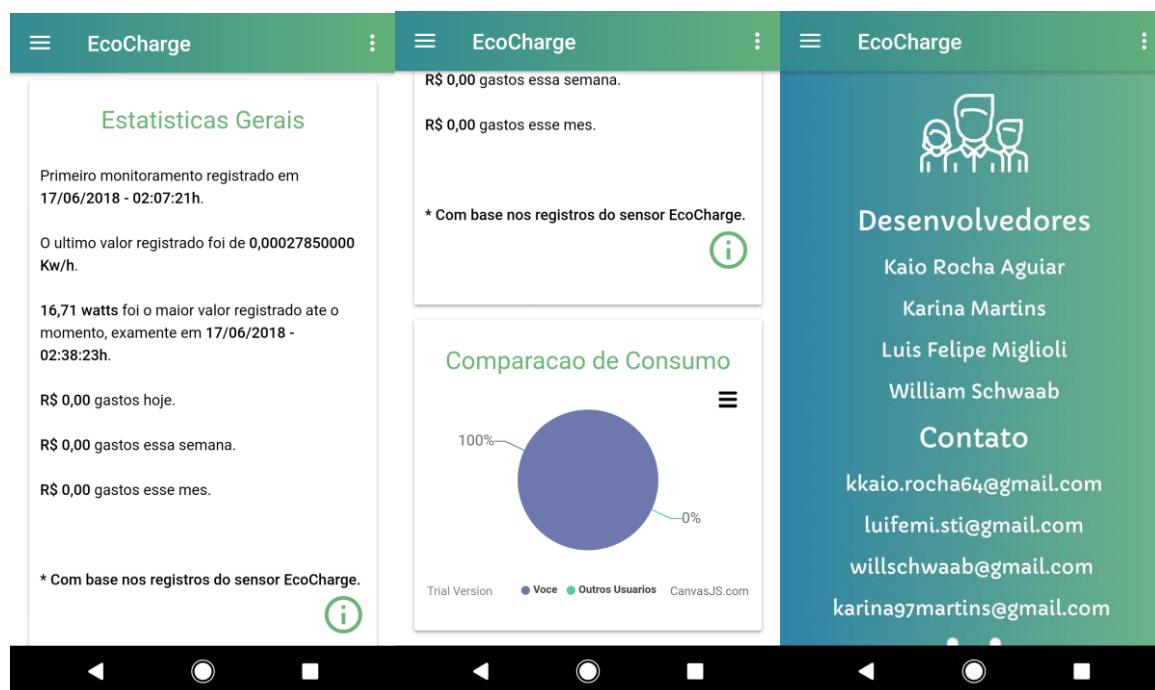 EcoCharge
Estatisticas Gerais
Primeiro monitoramento registrado em
17/06/2018 - 02:07:21h.
O ultimo valor registrado foi de 0,00027850000
Kw/h.
16,71 watts foi o maior valor registrado ate o
momento, examente em 17/06/2018 -
02:38:23h.
R$ 0,00 gastos hoje.
R$ 0,00 gastos essa semana.
R$ 0,00 gastos esse mes.
* Com base nos registros do sensor EcoCharge.
EcoCharge
R$ 0,00 gastos essa semana.
R$ 0,00 gastos esse mes.
* Com base nos registros do sensor EcoCharge.
Comparacao de Consumo
100%
0%
Trial Version Voce Outros Usuarios CanvasJS.com
EcoCharge
Desenvolvedores
Kaio Rocha Aguiar
Karina Martins
Luis Felipe Miglioli
William Schwaab
Contato
kkaio.rocha64@gmail.com
luifemi.sti@gmail.com
willschwaab@gmail.com
karina97martins@gmail.com